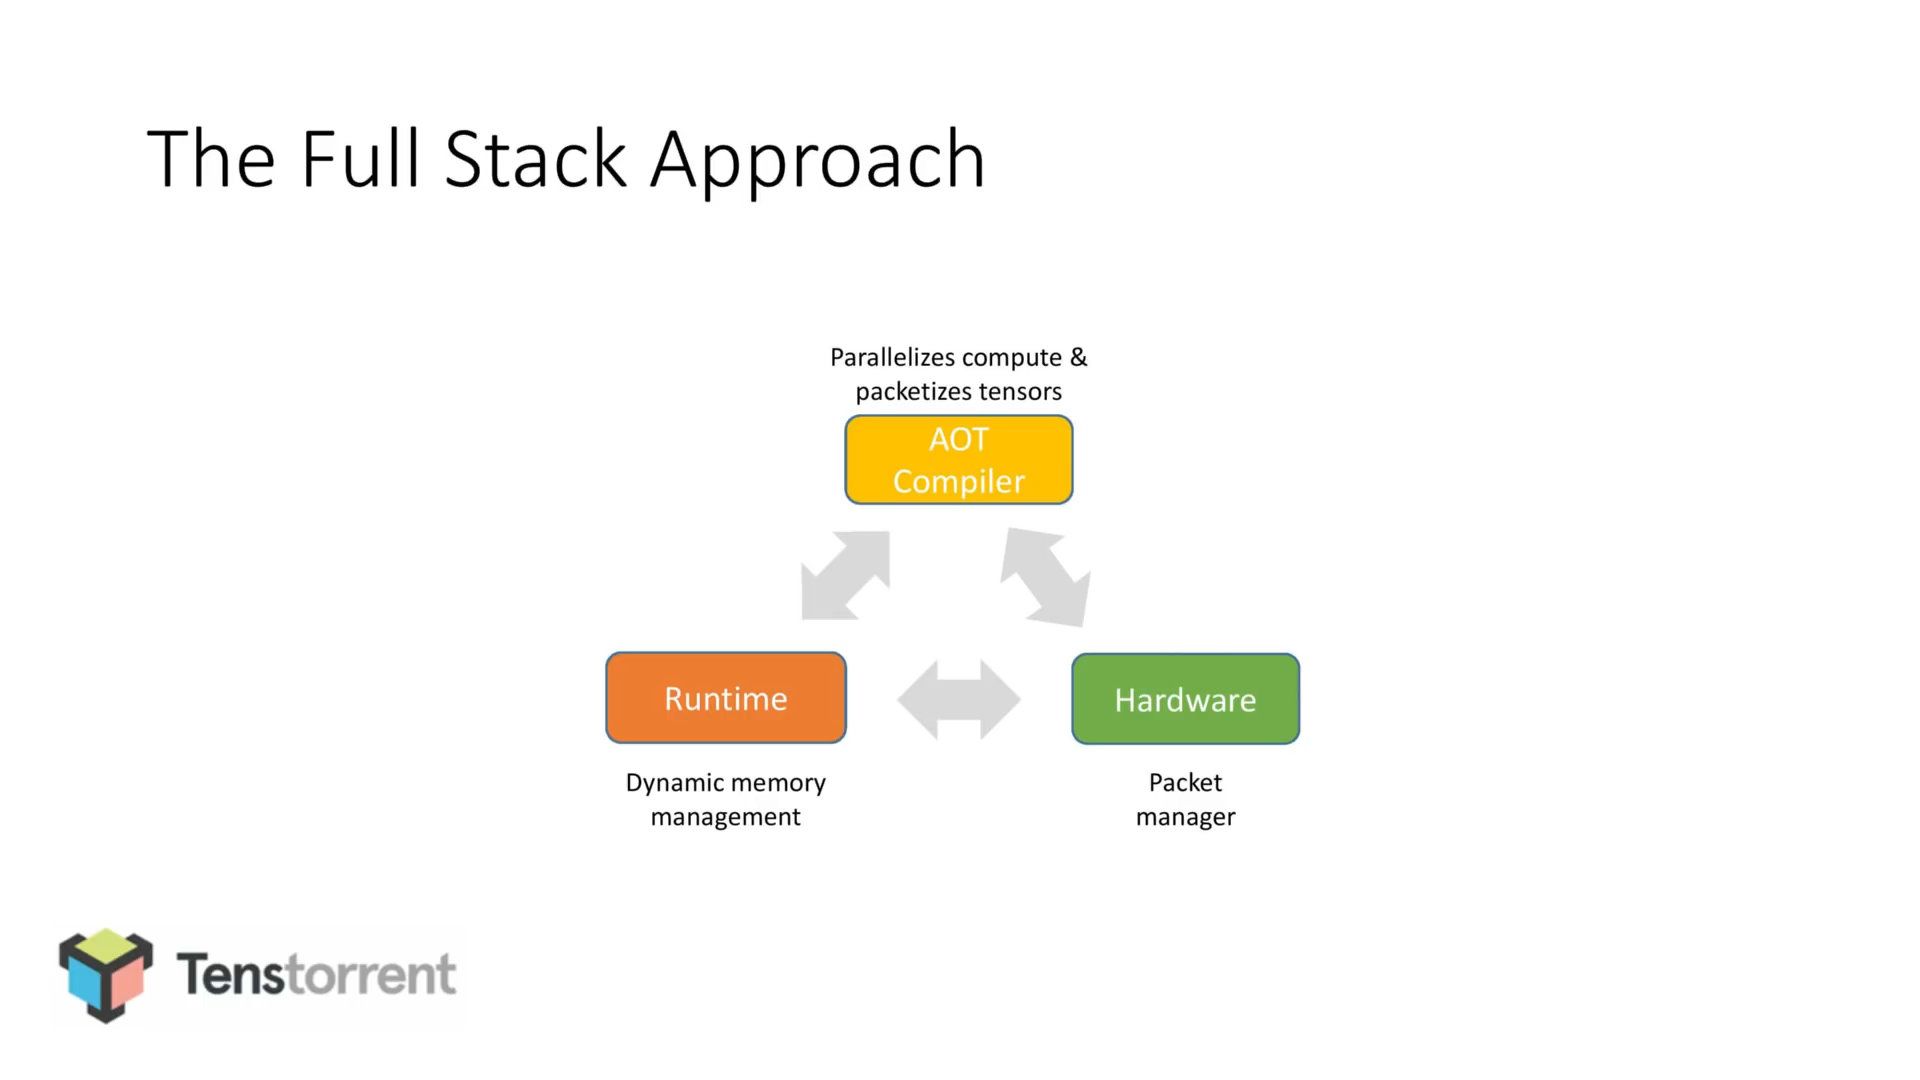 The Full Stack Approach
Parallelizes compute &
packetizes tensors
AOT
Compiler
Runtime
Hardware
Dynamic memory
management
Packet
manager
Tenstorrent